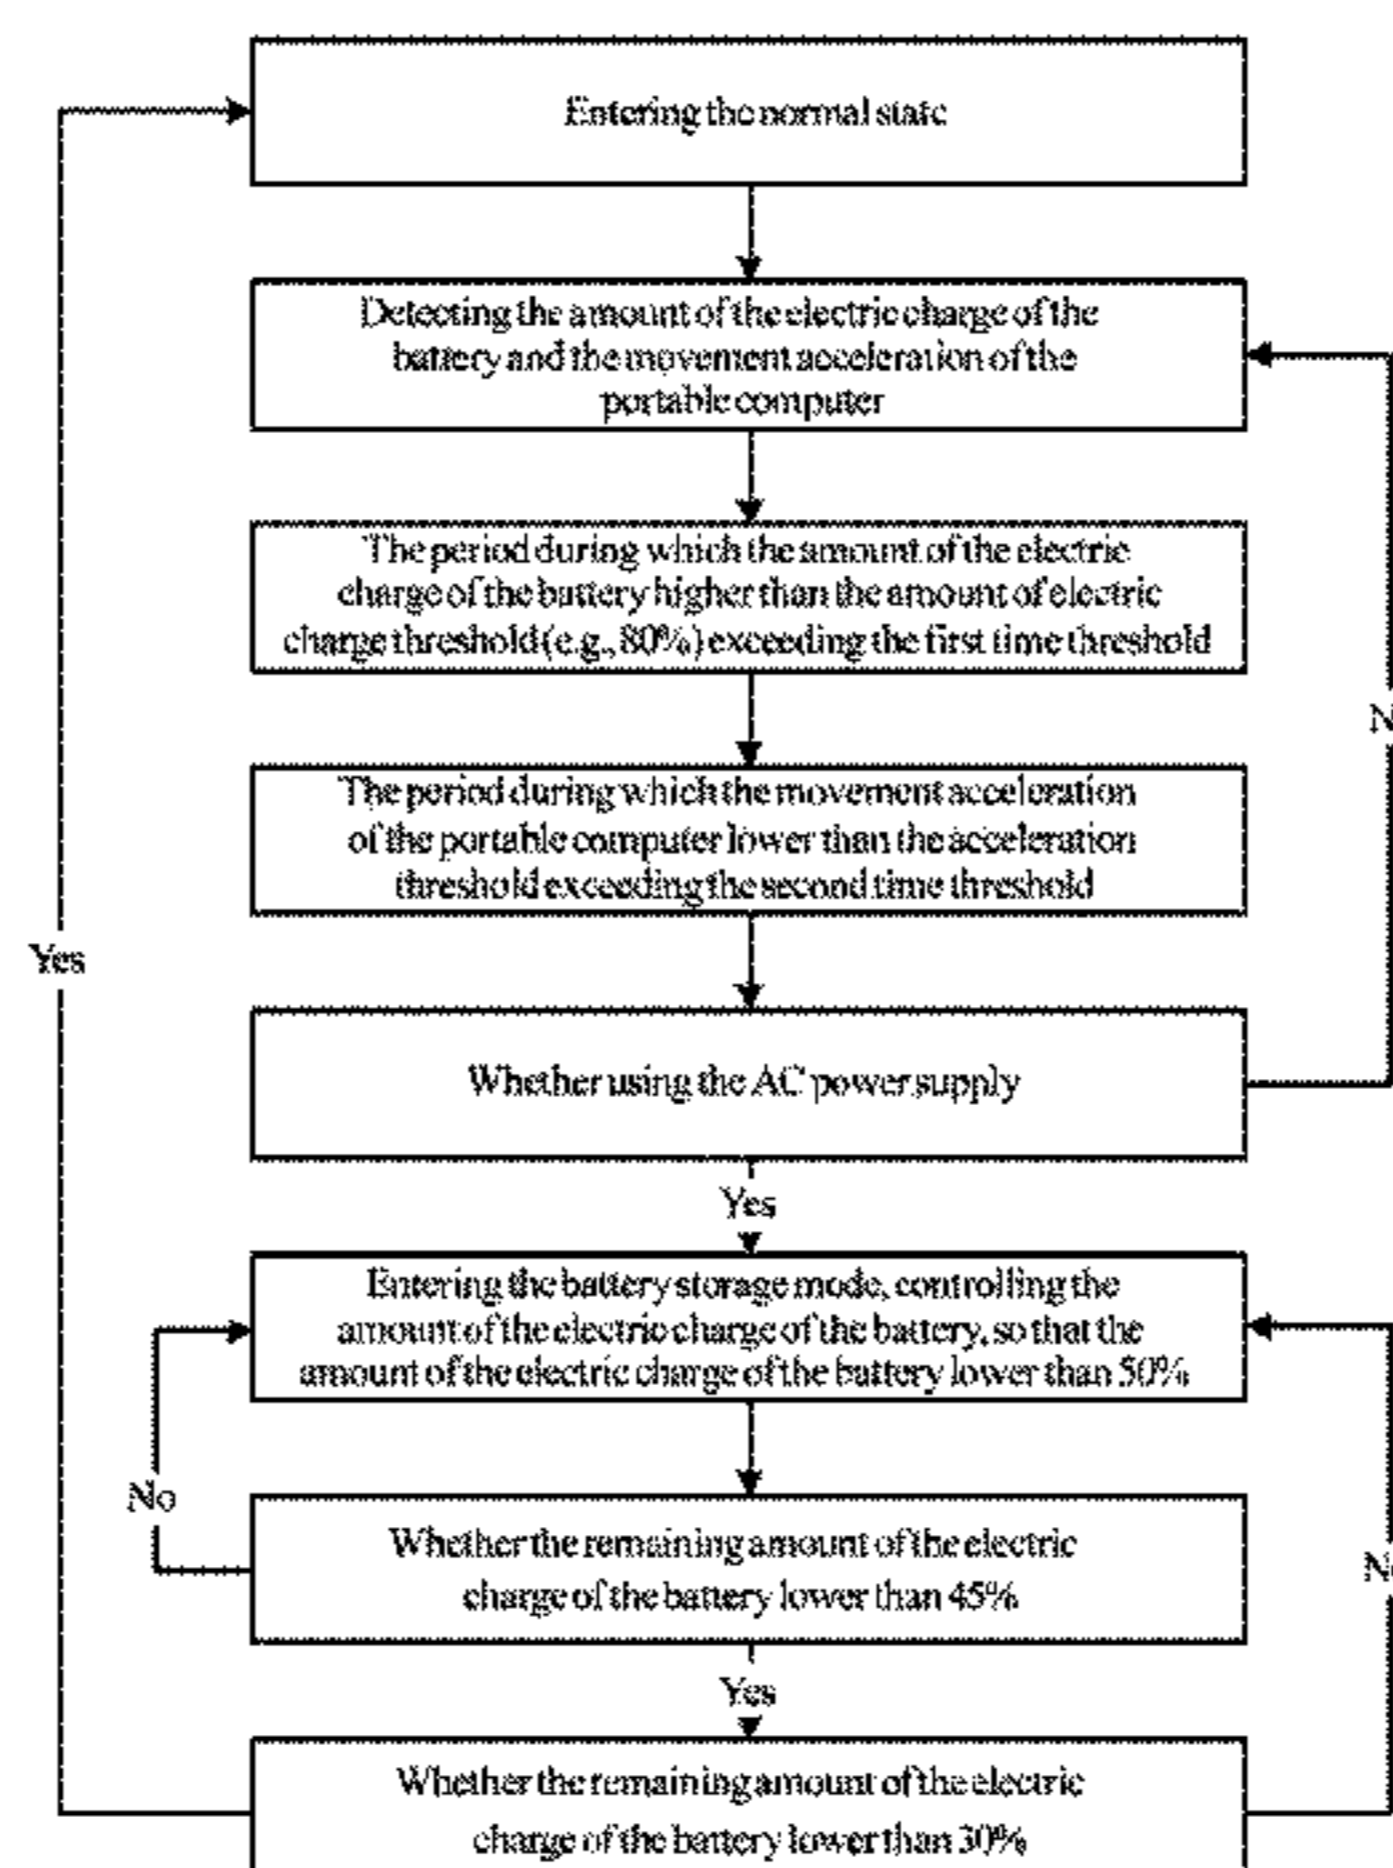 Entering the normal state
Detecting the amount of the electric charge of the
battery and the movement acceleration of the
portable computer
The period during which the amount of the electric
charge of the battery higher than the amount of electric
charge threshold (e.g., 80%) exceeding the first time threshold
The period during which the movement acceleration
of the portable computer lower than the acceleration
threshold exceeding the second time threshold
Yes
Whether using the AC power supply
Yes
Entering the battery storage mode, controlling the
amount of the electric charge of the battery, so that the
amount of the electric charge of the battery lower than 50%
No
Whether the remaining amount of the electric
charge of the battery lower than 45%
Yes
Whether the remaining amount of the electric
charge of the battery lower than 30%